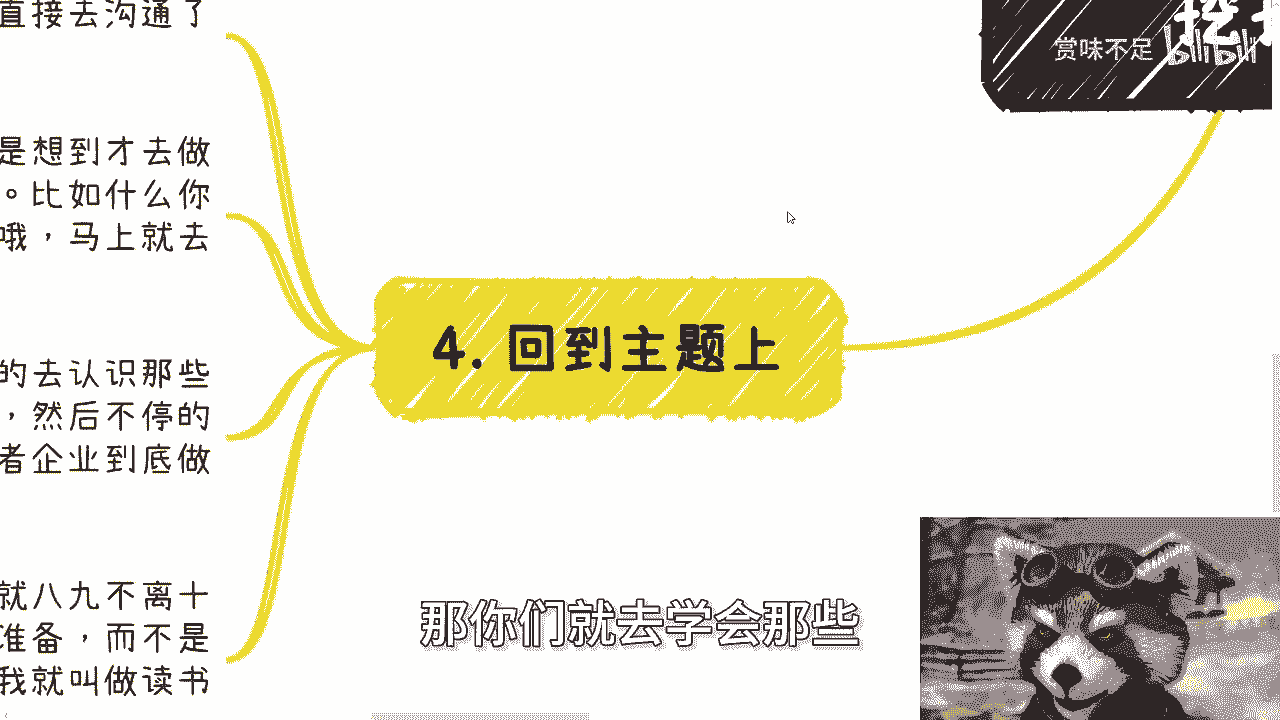 直接去沟通了
是想到才去做
。比如什么你
哦，马上就去
的去认识那些
，然后不停的
者企业到底做
就八九不离十
准备，而不是
我就叫做读书
4. 回到主题上
赏味不足
bilibili
那你们就去学会那些